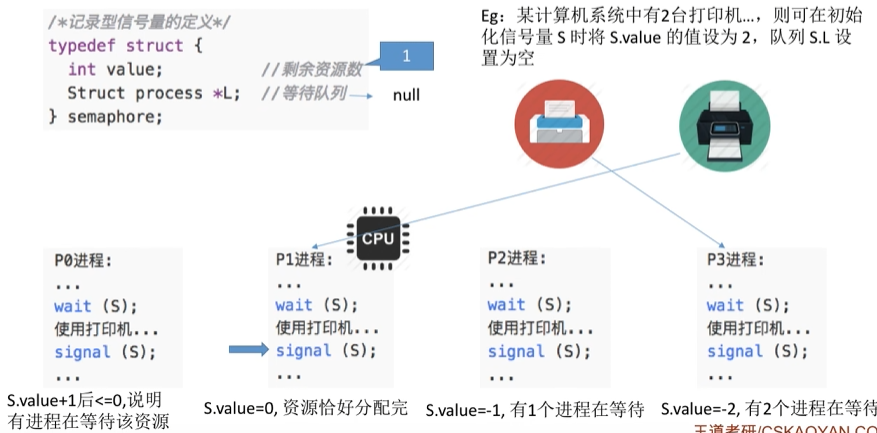 /*记录型信号量的定义*/
typedef struct {
int value; //剩余资源数
Struct process *L; //等待队列
} semaphore;
1
null
Eg：某计算机系统中有2台打印机...，则可在初始
化信号量 S 时将 S.value 的值设为 2，队列 S.L 设
置为空
CPU
P0进程:
...
wait (S);
使用打印机...
signal (S);
...
S.value+1后<=0,说明
有进程在等待该资源
P1进程:
...
wait (S);
使用打印机...
signal (S);
...
S.value=0, 资源恰好分配完
P2进程:
...
wait (S);
使用打印机...
signal (S);
...
S.value=-1, 有1个进程在等待
P3进程:
...
wait (S);
使用打印机...
signal (S);
...
S.value=-2, 有2个进程在等待
王道考研/CSKAOYAN.CO